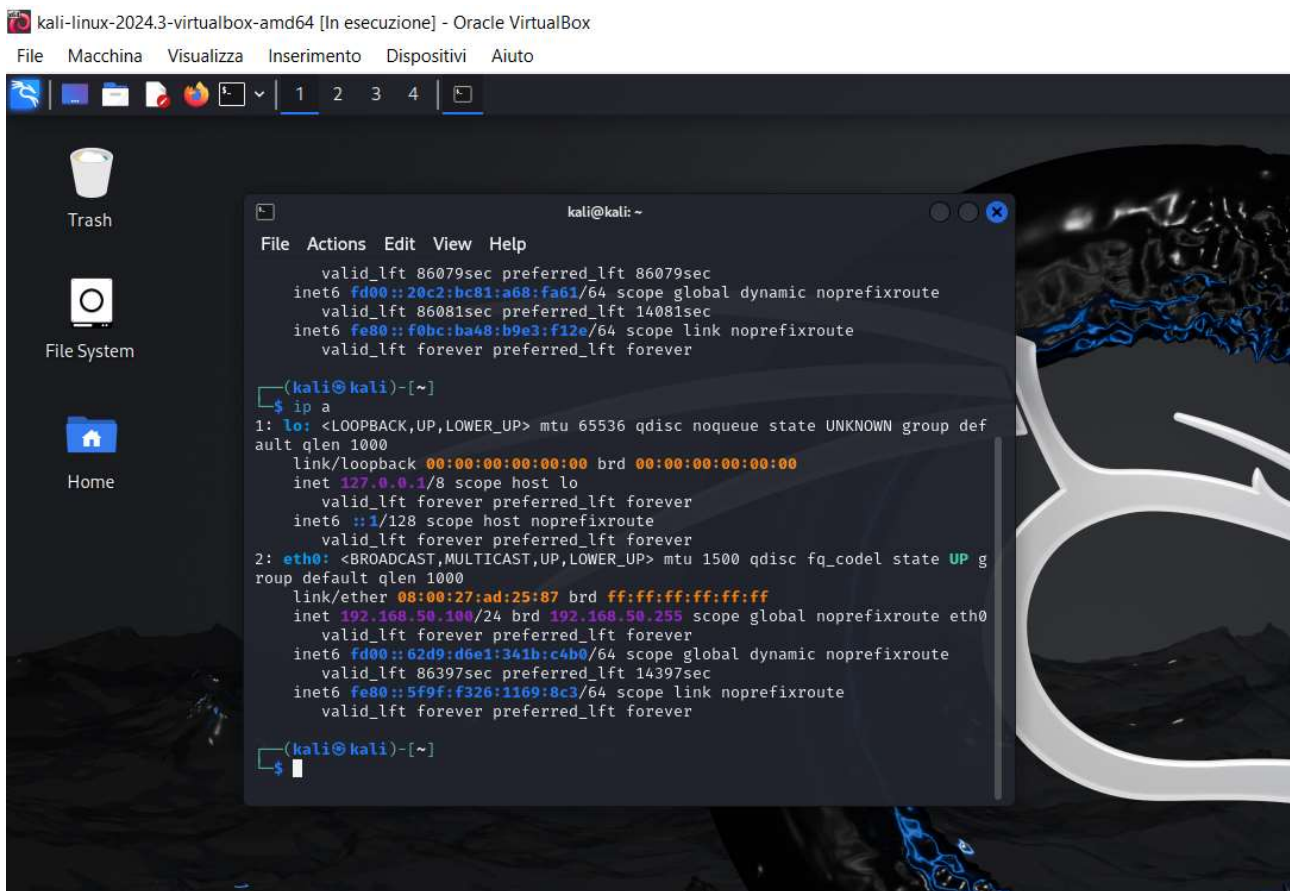 kali-linux-2024.3-virtualbox-amd64 [In esecuzione] - Oracle VirtualBox
File Macchina Visualizza Inserimento Dispositivi Aiuto
1 2 3 4
Trash
File System
Home
kali@kali: ~
File Actions Edit View Help
valid_lft 86079sec preferred_lft 86079sec
inet6 fd00::20c2:bc81:a68:fa61/64 scope global dynamic noprefixroute
valid_lft 86081sec preferred_lft 14081sec
inet6 fe80::f0bc:ba48:b9e3:f12e/64 scope link noprefixroute
valid_lft forever preferred_lft forever
┌──(kali㉿kali)-[~]
└─$ ip a
1: lo: <LOOPBACK,UP,LOWER_UP> mtu 65536 qdisc noqueue state UNKNOWN group def
ault qlen 1000
link/loopback 00:00:00:00:00:00 brd 00:00:00:00:00:00
inet 127.0.0.1/8 scope host lo
valid_lft forever preferred_lft forever
inet6 ::1/128 scope host noprefixroute
valid_lft forever preferred_lft forever
2: eth0: <BROADCAST,MULTICAST,UP,LOWER_UP> mtu 1500 qdisc fq_codel state UP g
roup default qlen 1000
link/ether 08:00:27:ad:25:87 brd ff:ff:ff:ff:ff:ff
inet 192.168.50.100/24 brd 192.168.50.255 scope global noprefixroute eth0
valid_lft forever preferred_lft forever
inet6 fd00::62d9:d6e1:341b:c4b0/64 scope global dynamic noprefixroute
valid_lft 86397sec preferred_lft 14397sec
inet6 fe80::5f9f:f326:1169:8c3/64 scope link noprefixroute
valid_lft forever preferred_lft forever
┌──(kali㉿kali)-[~]
└─$